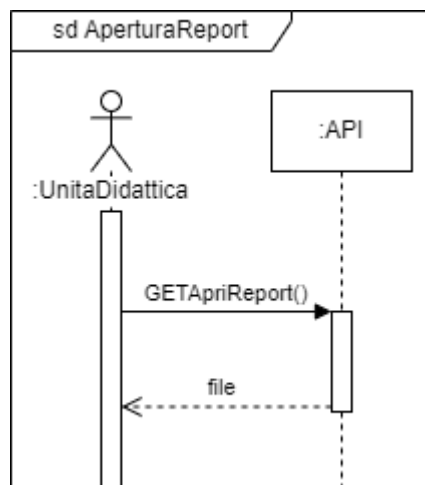 sd AperturaReport
:API
:UnitaDidattica
GETApriReport()
file